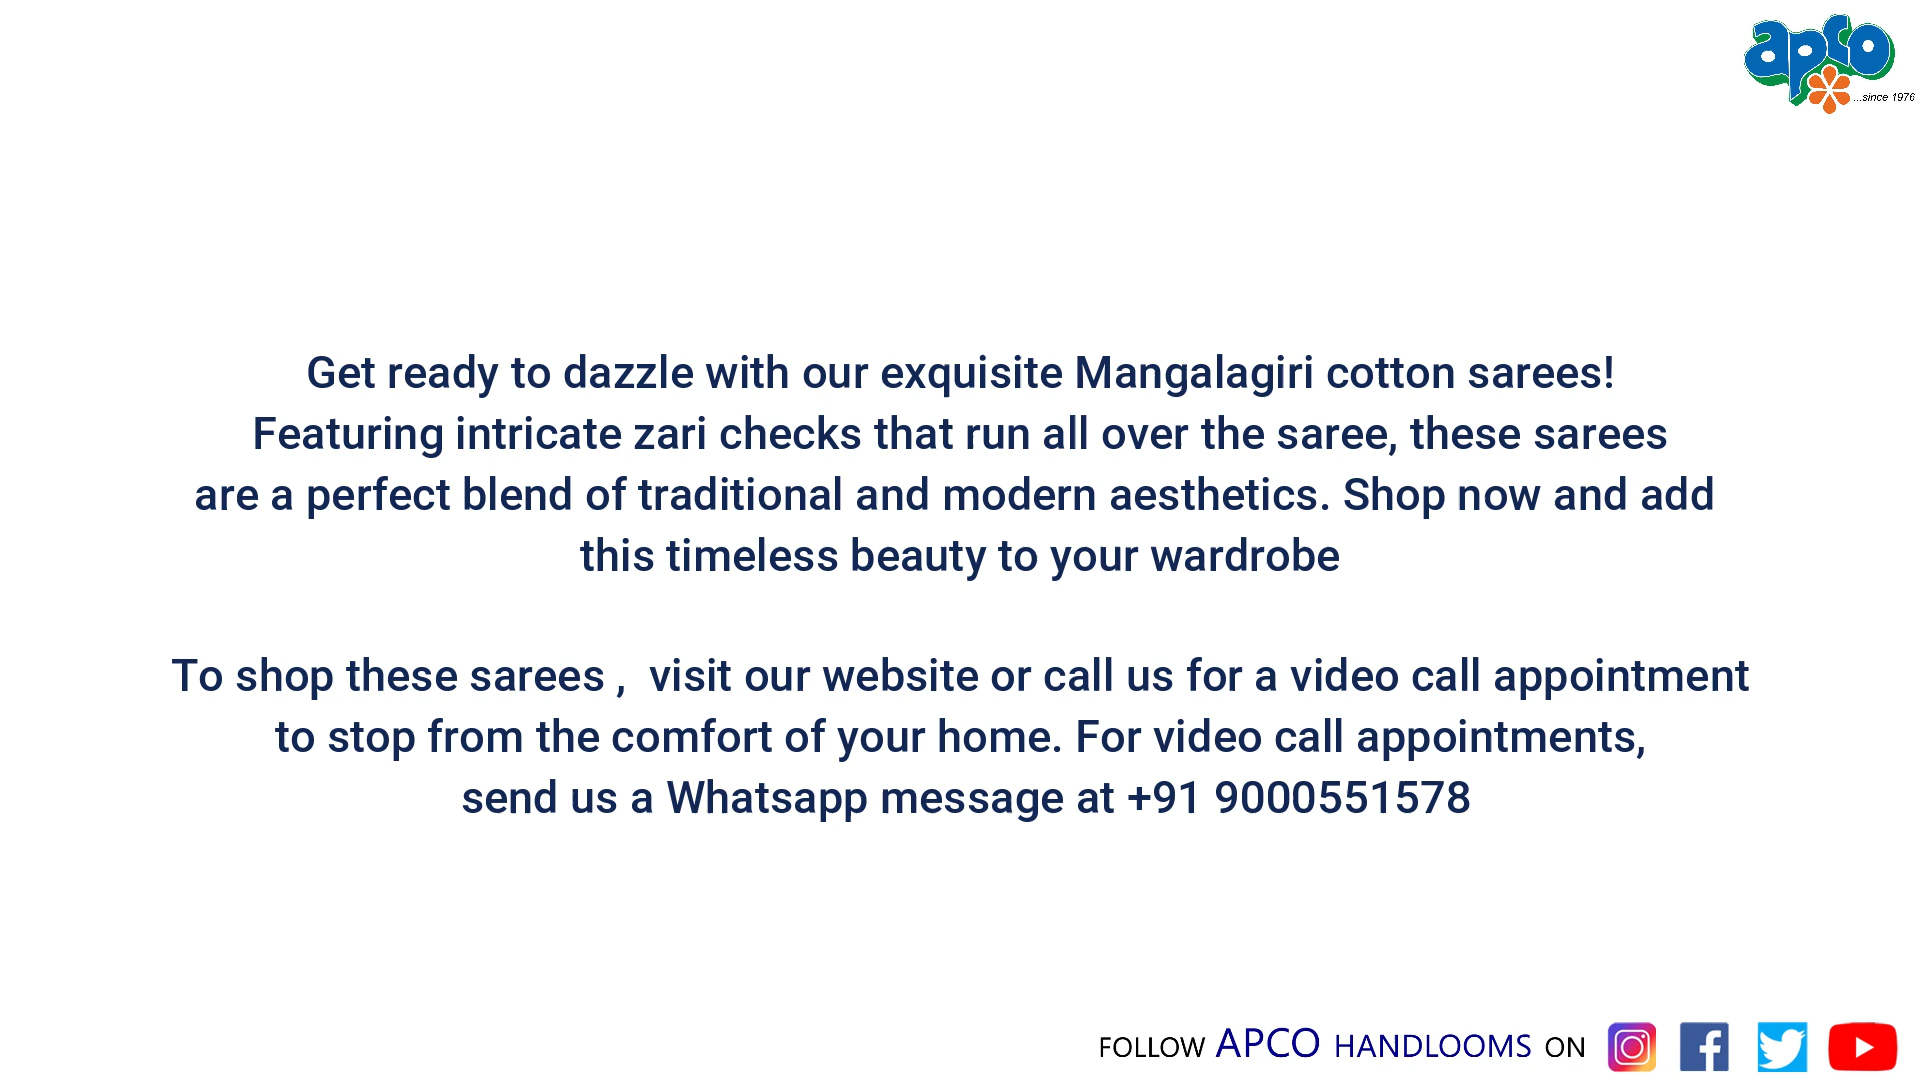 apco
...since 1976
Get ready to dazzle with our exquisite Mangalagiri cotton sarees!
Featuring intricate zari checks that run all over the saree, these sarees
are a perfect blend of traditional and modern aesthetics. Shop now and add
this timeless beauty to your wardrobe
To shop these sarees ,  visit our website or call us for a video call appointment
to stop from the comfort of your home. For video call appointments,
send us a Whatsapp message at +91 9000551578
FOLLOW APCO HANDLOOMS ON